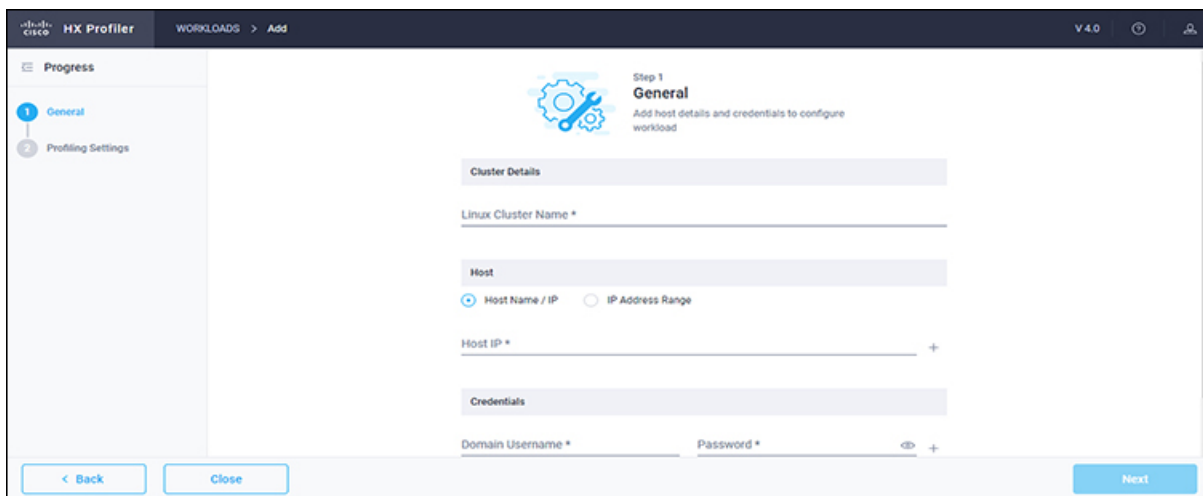 cisco HX Profiler WORKLOADS > Add V 4.0
Progress
1 General
2 Profiling Settings
Step 1
General
Add host details and credentials to configure
workload
Cluster Details
Linux Cluster Name *
Host
Host Name / IP IP Address Range
Host IP *
+
Credentials
Domain Username * Password *
+
< Back Close Next